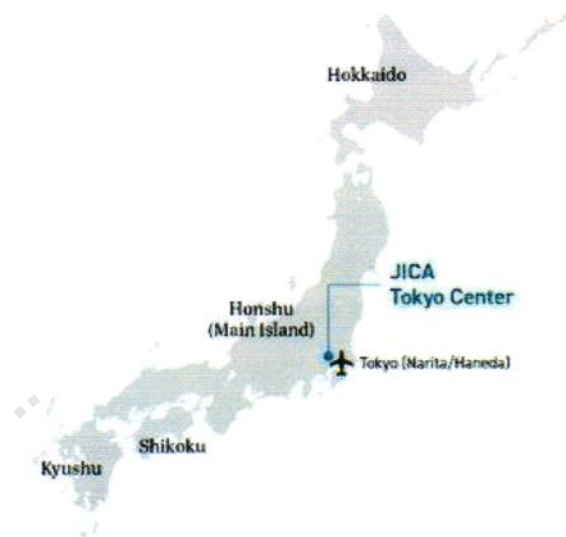 Hokkaido
JICA
Tokyo Center
Honshu
(Main Island)
Tokyo (Narita/Haneda)
Shikoku
Kyushu